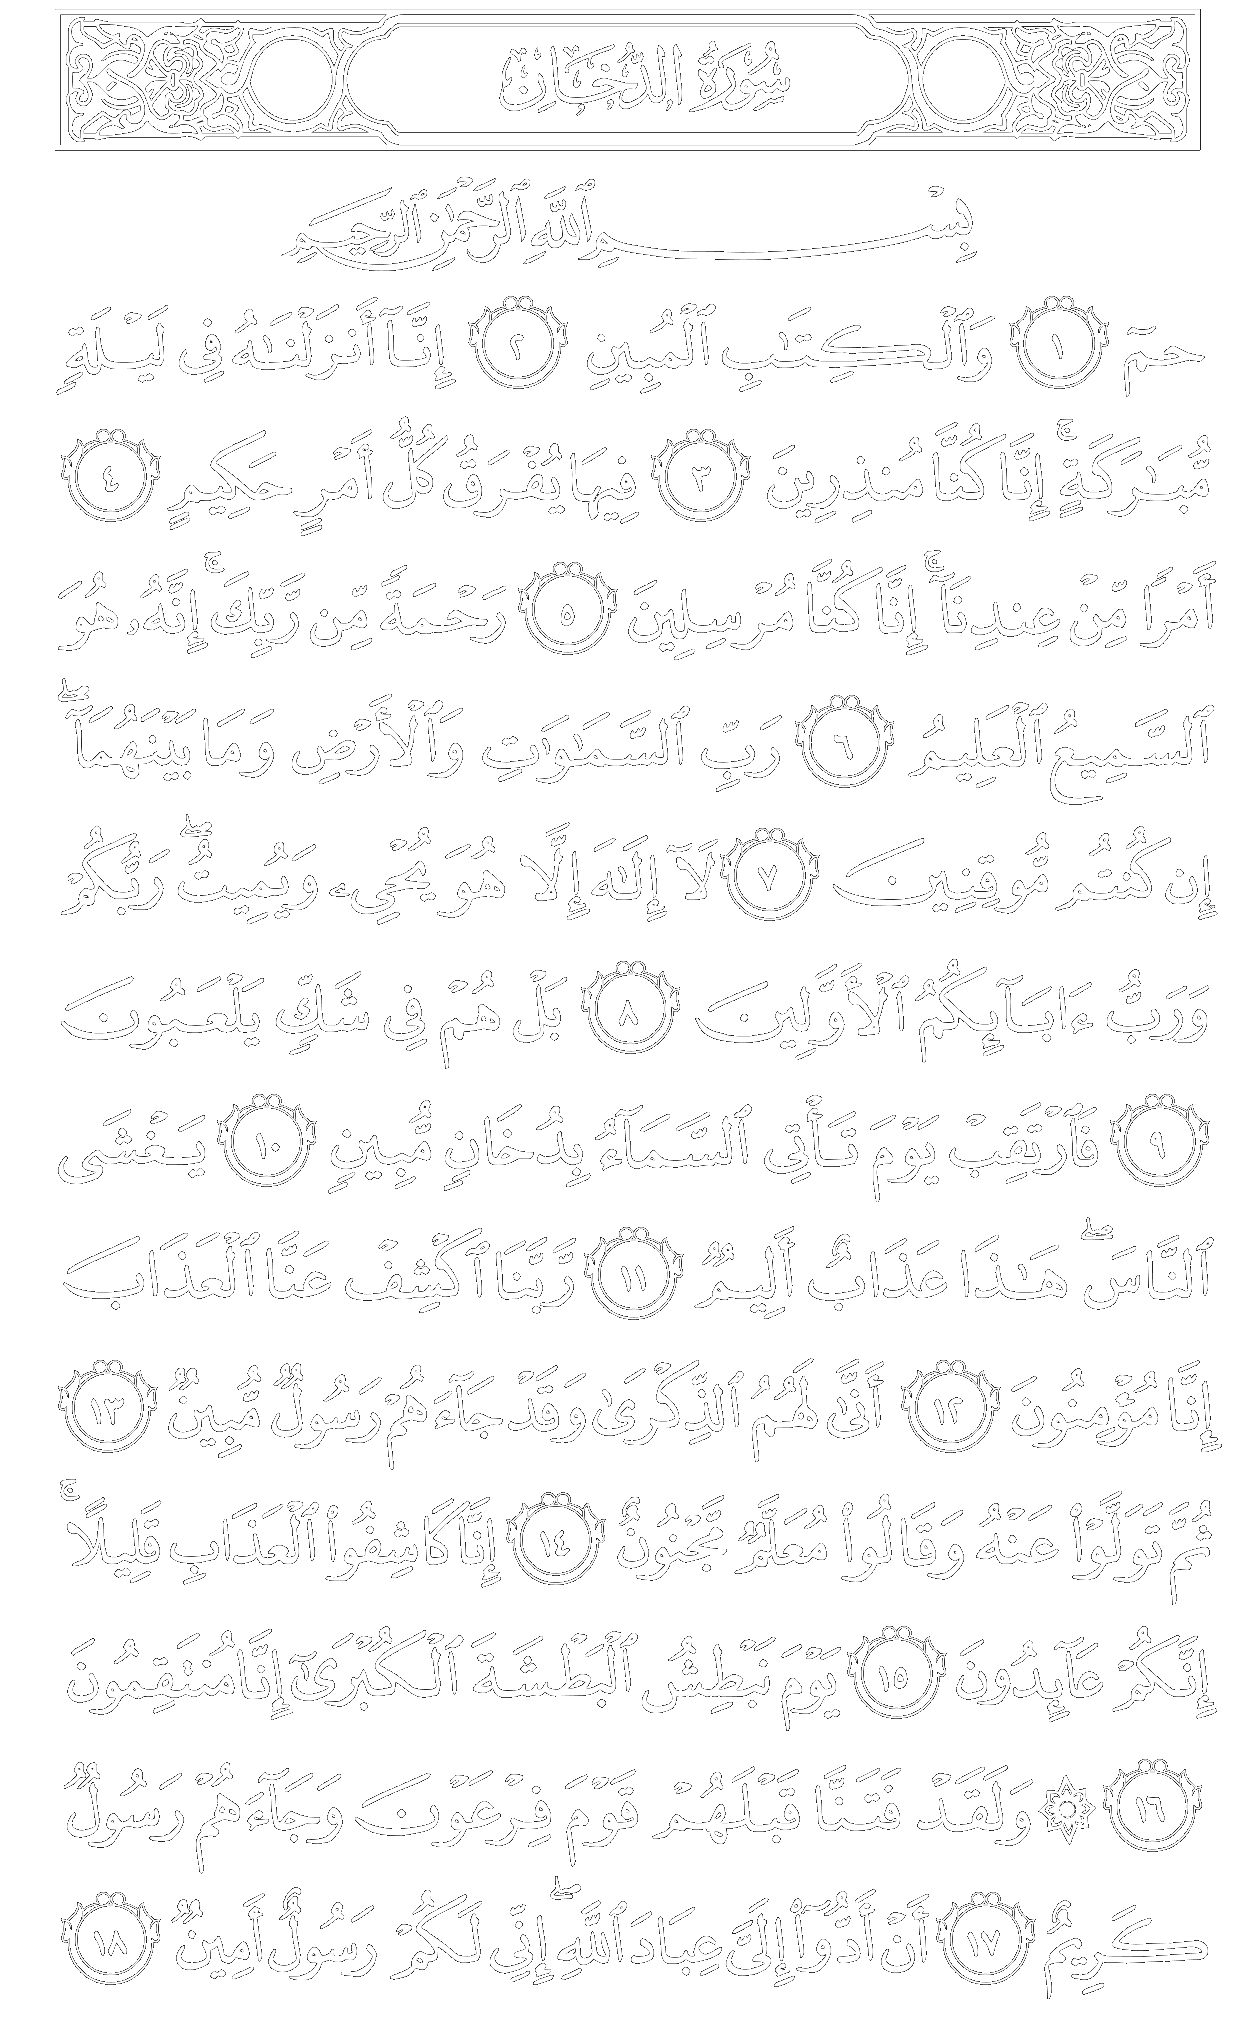 سُورَةُ الدُّخَانِ
بِسْمِ ٱللَّهِ ٱلرَّحْمَٰنِ ٱلرَّحِيمِ
حمٓ ١ وَٱلْكِتَٰبِ ٱلْمُبِينِ ٢ إِنَّآ أَنزَلْنَٰهُ فِى لَيْلَةٍ
مُّبَٰرَكَةٍ ۚ إِنَّا كُنَّا مُنذِرِينَ ٣ فِيهَا يُفْرَقُ كُلُّ أَمْرٍ حَكِيمٍ ٤
أَمْرًا مِّنْ عِندِنَآ ۚ إِنَّا كُنَّا مُرْسِلِينَ ٥ رَحْمَةً مِّن رَّبِّكَ ۚ إِنَّهُۥ هُوَ
ٱلسَّمِيعُ ٱلْعَلِيمُ ٦ رَبِّ ٱلسَّمَٰوَٰتِ وَٱلْأَرْضِ وَمَا بَيْنَهُمَآ ۖ
إِن كُنتُم مُّوقِنِينَ ٧ لَآ إِلَٰهَ إِلَّا هُوَ يُحْىِۦ وَيُمِيتُ ۖ رَبُّكُمْ
وَرَبُّ ءَابَآئِكُمُ ٱلْأَوَّلِينَ ٨ بَلْ هُمْ فِى شَكٍّ يَلْعَبُونَ
٩ فَٱرْتَقِبْ يَوْمَ تَأْتِى ٱلسَّمَآءُ بِدُخَانٍ مُّبِينٍ ١٠ يَغْشَى
ٱلنَّاسَ ۖ هَٰذَا عَذَابٌ أَلِيمٌ ١١ رَّبَّنَا ٱكْشِفْ عَنَّا ٱلْعَذَابَ
إِنَّا مُؤْمِنُونَ ١٢ أَنَّىٰ لَهُمُ ٱلذِّكْرَىٰ وَقَدْ جَآءَهُمْ رَسُولٌ مُّبِينٌ ١٣
ثُمَّ تَوَلَّوْا۟ عَنْهُ وَقَالُوا۟ مُعَلَّمٌ مَّجْنُونٌ ١٤ إِنَّا كَاشِفُوا۟ ٱلْعَذَابِ قَلِيلًا ۚ
إِنَّكُمْ عَآئِدُونَ ١٥ يَوْمَ نَبْطِشُ ٱلْبَطْشَةَ ٱلْكُبْرَىٰٓ إِنَّا مُنتَقِمُونَ
١٦ ۞ وَلَقَدْ فَتَنَّا قَبْلَهُمْ قَوْمَ فِرْعَوْنَ وَجَآءَهُمْ رَسُولٌ
كَرِيمٌ ١٧ أَنْ أَدُّوٓا۟ إِلَىَّ عِبَادَ ٱللَّهِ ۖ إِنِّى لَكُمْ رَسُولٌ أَمِينٌ ١٨